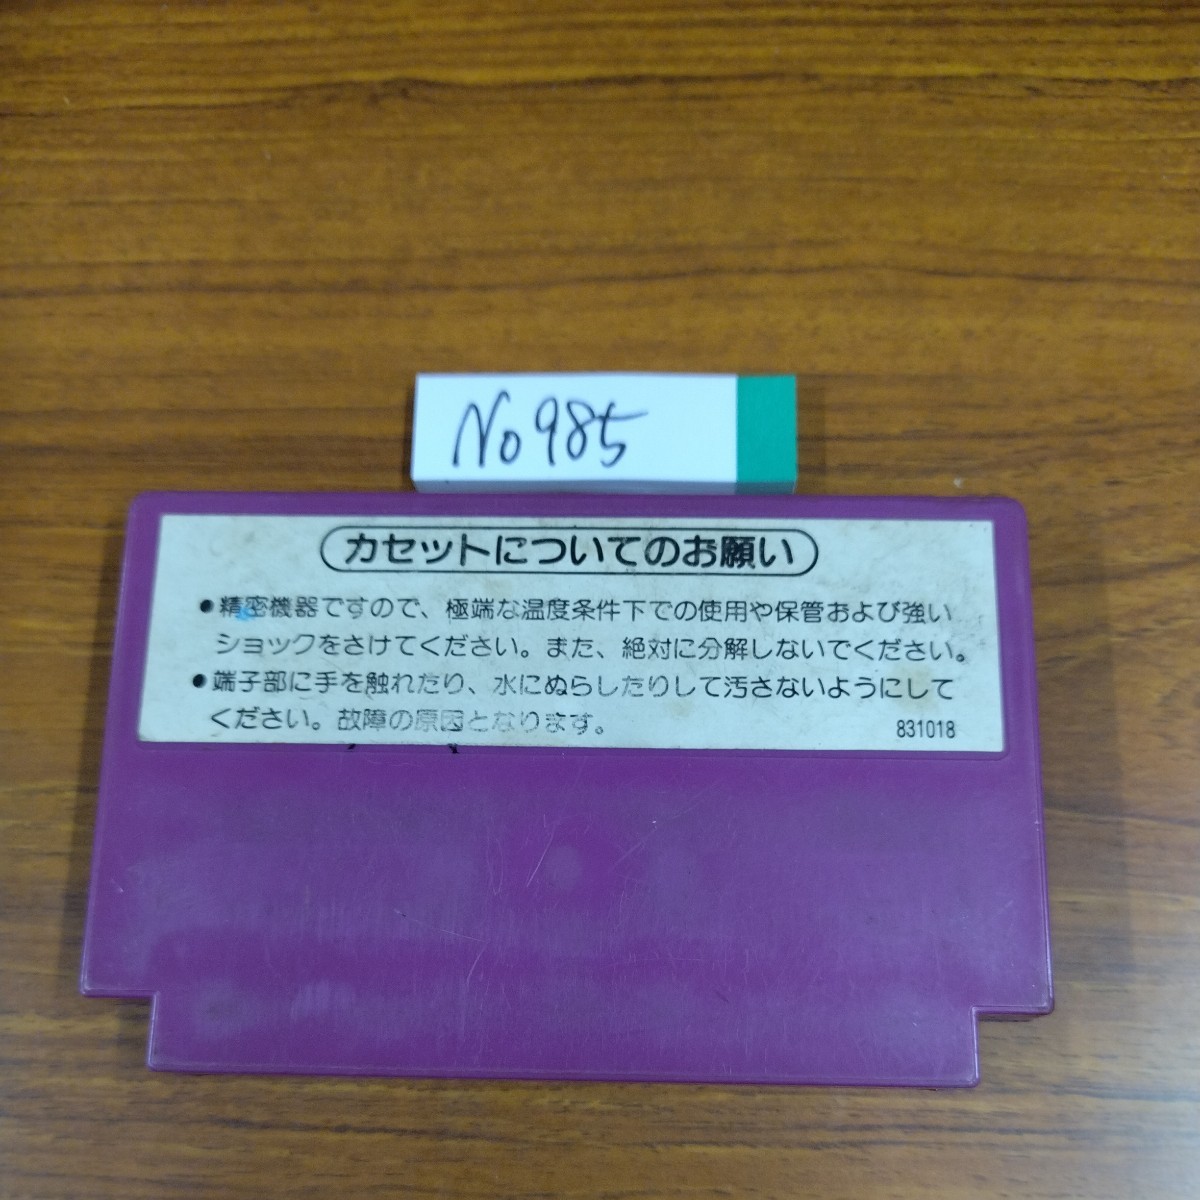 No 985
カセットについてのお願い
●精密機器ですので、極端な温度条件下での使用や保管および強い
ショックをさけてください。また、絶対に分解しないでください。
●端子部に手を触れたり、水にぬらしたりして汚さないようにして
ください。故障の原因となります。
831018